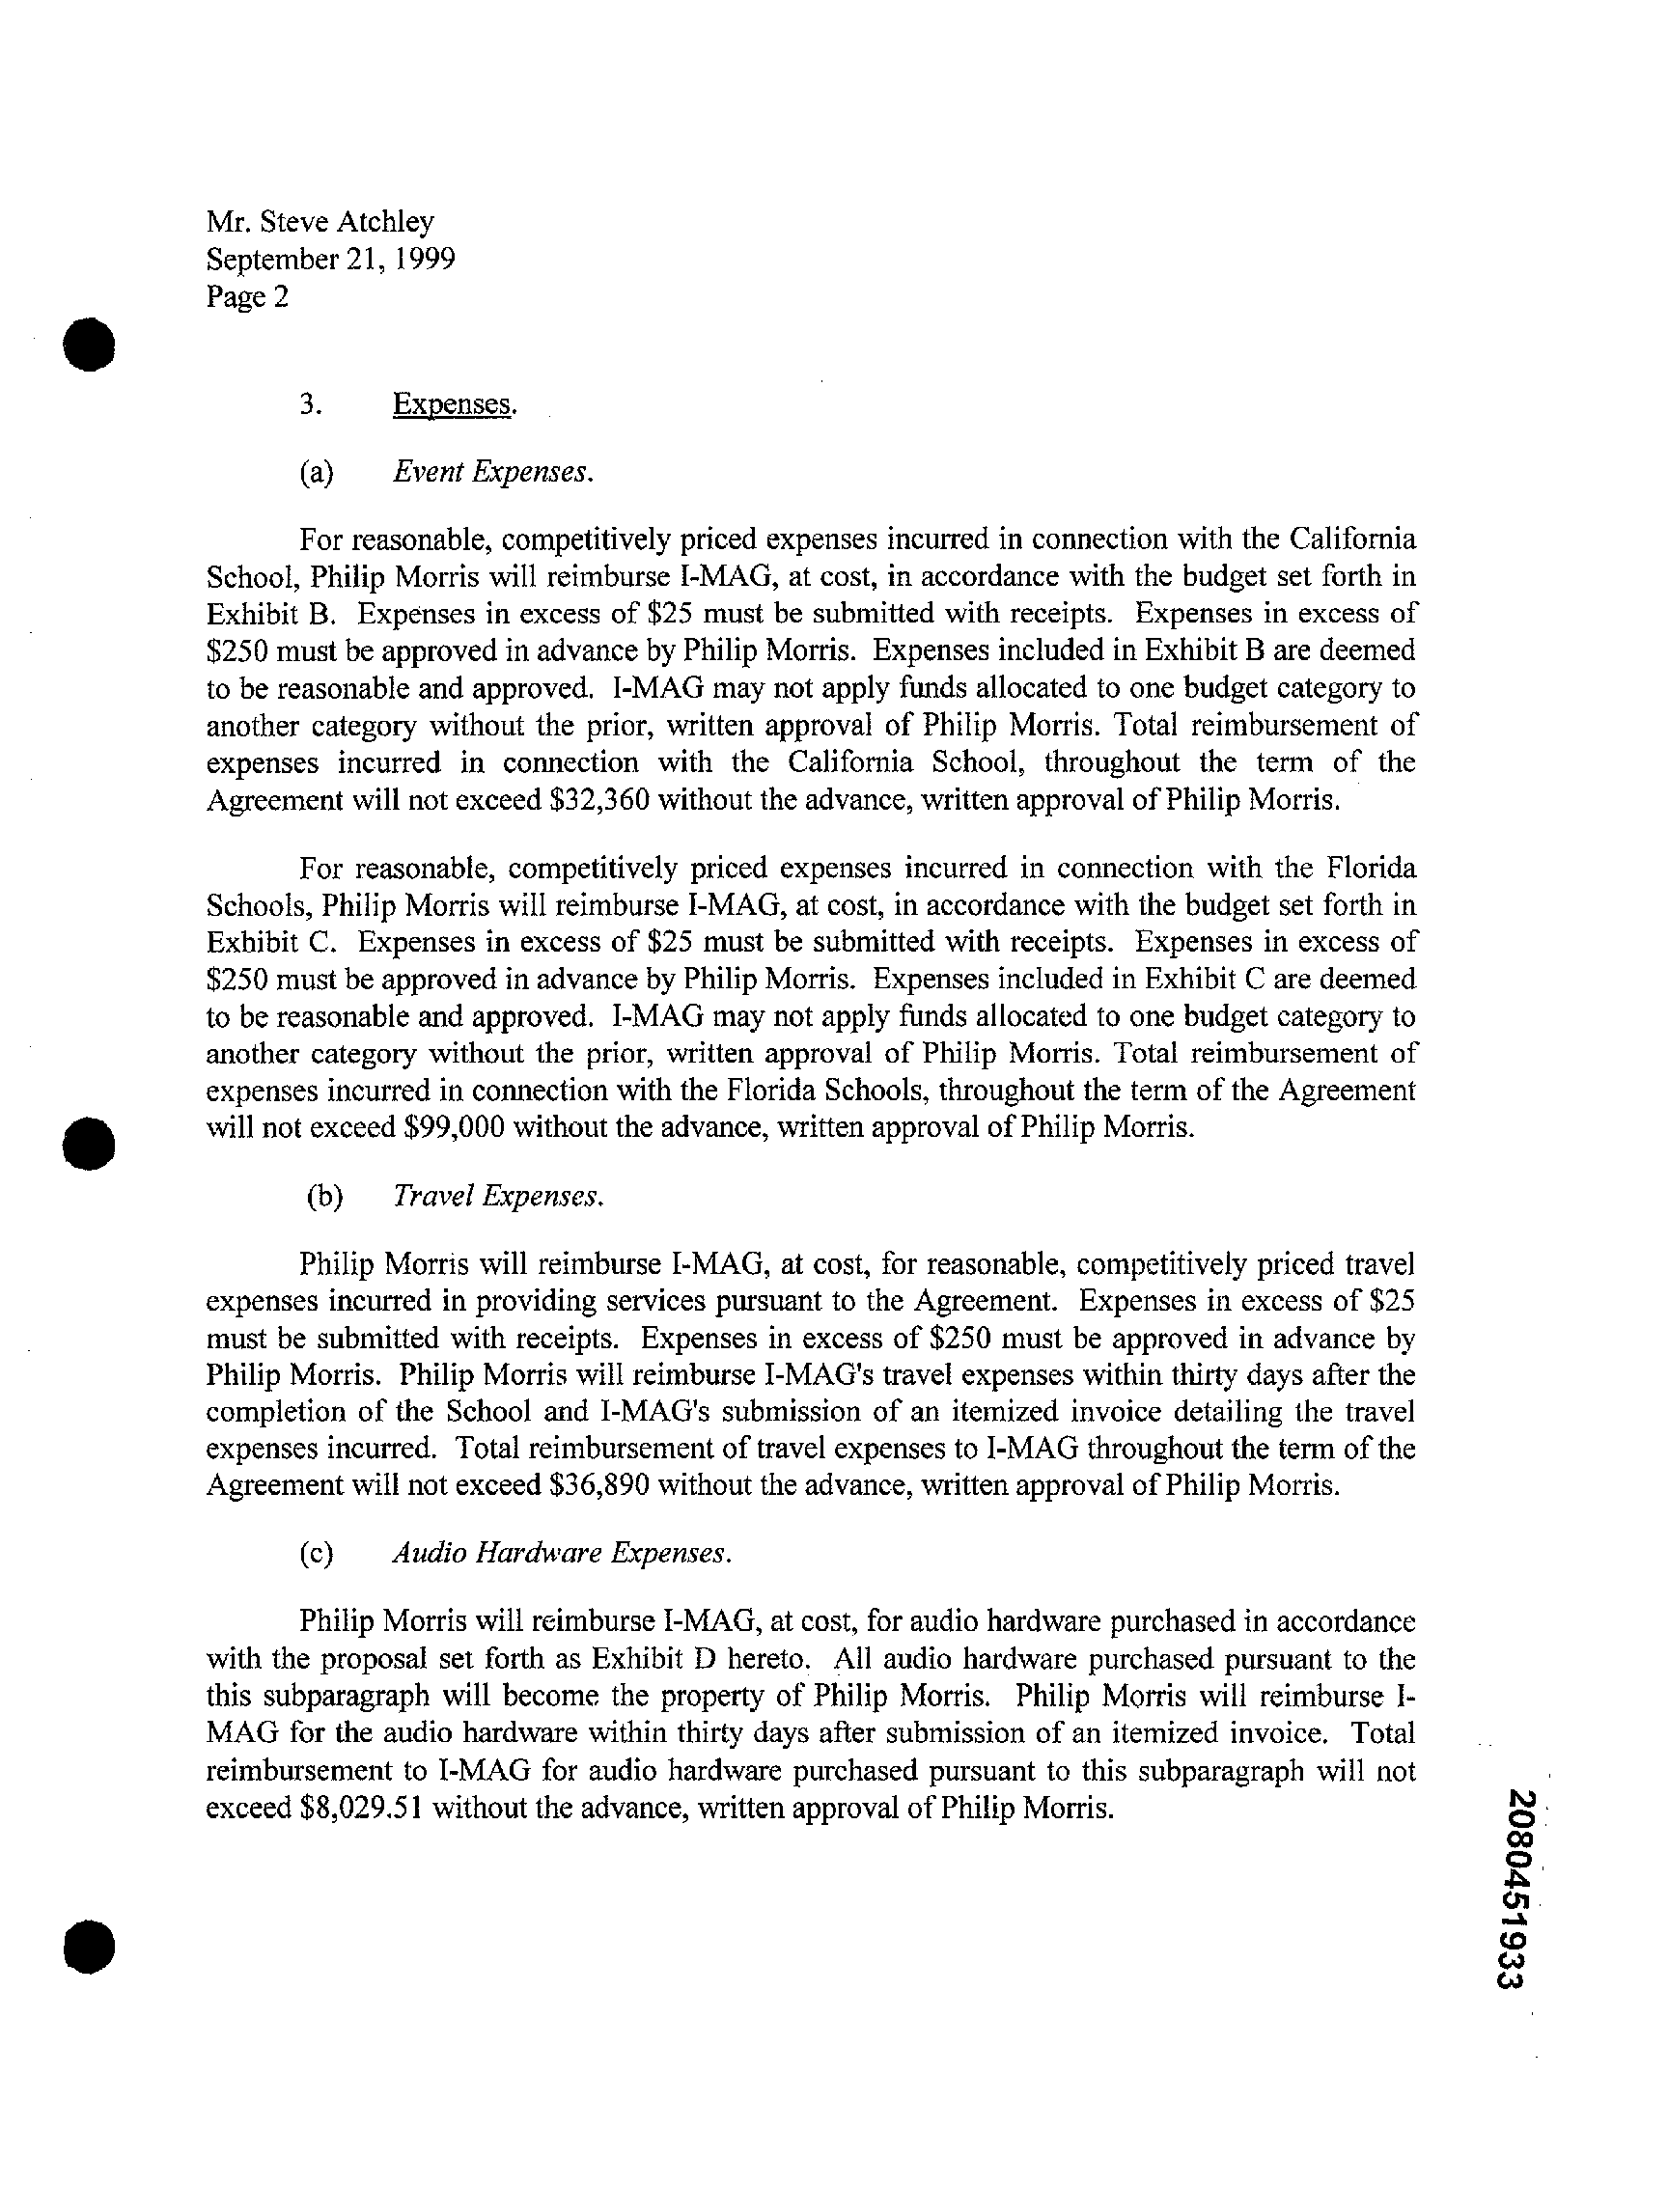 Mr. Steve Atchley
September 21, 1999
Page 2
3. Expenses.
(a) Event Expenses.
For reasonable, competitively priced expenses incurred in connection with the California
School, Philip Morris will reimburse I-MAG, at cost, in accordance with the budget set forth in
Exhibit B. Expenses in excess of $25 must be submitted with receipts. Expenses in excess of
$250 must be approved in advance by Philip Morris. Expenses included in Exhibit B are deemed
to be reasonable and approved. I-MAG may not apply funds allocated to one budget category to
another category without the prior, written approval of Philip Morris. Total reimbursement of
expenses incurred in connection with the California School, throughout the term of the
Agreement will not exceed $32,360 without the advance, written approval of Philip Morris.
For reasonable, competitively priced expenses incurred in connection with the Florida
Schools, Philip Morris will reimburse I-MAG, at cost, in accordance with the budget set forth in
Exhibit C. Expenses in excess of $25 must be submitted with receipts. Expenses in excess of
$250 must be approved in advance by Philip Morris. Expenses included in Exhibit C are deemed
to be reasonable and approved. I-MAG may not apply funds allocated to one budget category to
another category without the prior, written approval of Philip Morris. Total reimbursement of
expenses incurred in connection with the Florida Schools, throughout the term of the Agreement
will not exceed $99,000 without the advance, written approval of Philip Morris.
(b) Travel Expenses.
Philip Morris will reimburse I-MAG, at cost, for reasonable, competitively priced travel
expenses incurred in providing services pursuant to the Agreement. Expenses in excess of $25
must be submitted with receipts. Expenses in excess of $250 must be approved in advance by
Philip Morris. Philip Morris will reimburse I-MAG's travel expenses within thirty days after the
completion of the School and I-MAG's submission of an itemized invoice detailing the travel
expenses incurred. Total reimbursement of travel expenses to I-MAG throughout the term of the
Agreement will not exceed $36,890 without the advance, written approval of Philip Morris.
(c) Audio Hardware Expenses.
Philip Morris will reimburse I-MAG, at cost, for audio hardware purchased in accordance
with the proposal set forth as Exhibit D hereto. All audio hardware purchased pursuant to the
this subparagraph will become the property of Philip Morris. Philip Morris will reimburse I-
MAG for the audio hardware within thirty days after submission of an itemized invoice. Total
reimbursement to I-MAG for audio hardware purchased pursuant to this subparagraph will not
exceed $8,029.51 without the advance, written approval of Philip Morris.
2080451933